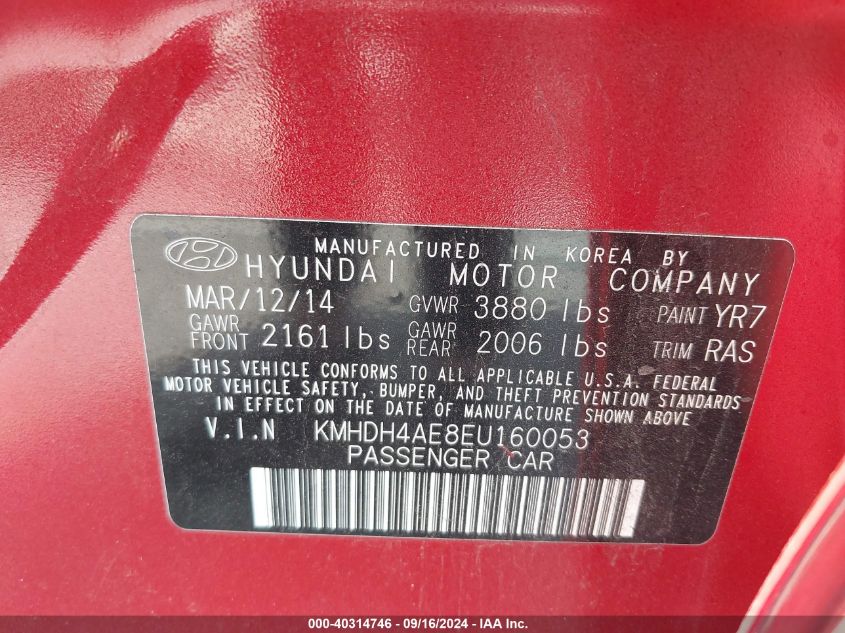 MANUFACTURED IN KOREA BY
HYUNDAI MOTOR COMPANY
MAR/12/14 GVWR 3880 lbs PAINT YR7
GAWR FRONT 2161 lbs GAWR REAR 2006 lbs TRIM RAS
THIS VEHICLE CONFORMS TO ALL APPLICABLE U.S.A. FEDERAL
MOTOR VEHICLE SAFETY, BUMPER, AND THEFT PREVENTION STANDARDS
IN EFFECT ON THE DATE OF MANUFACTURE SHOWN ABOVE
V.I.N KMHDH4AE8EU160053
PASSENGER CAR
000-40314746 - 09/16/2024 - IAA Inc.